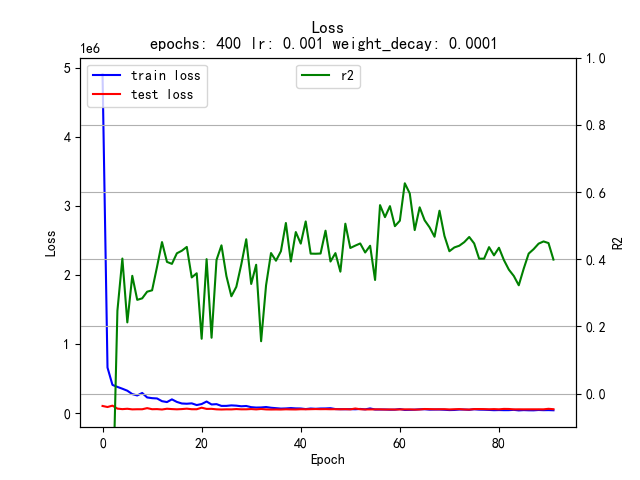 Loss
epochs: 400 lr: 0.001 weight_decay: 0.0001
1e6
train loss
test loss
r2
5
4
3
2
1
0
Loss
1.0
0.8
0.6
0.4
0.2
0.0
R2
0
20
40
60
80
Epoch